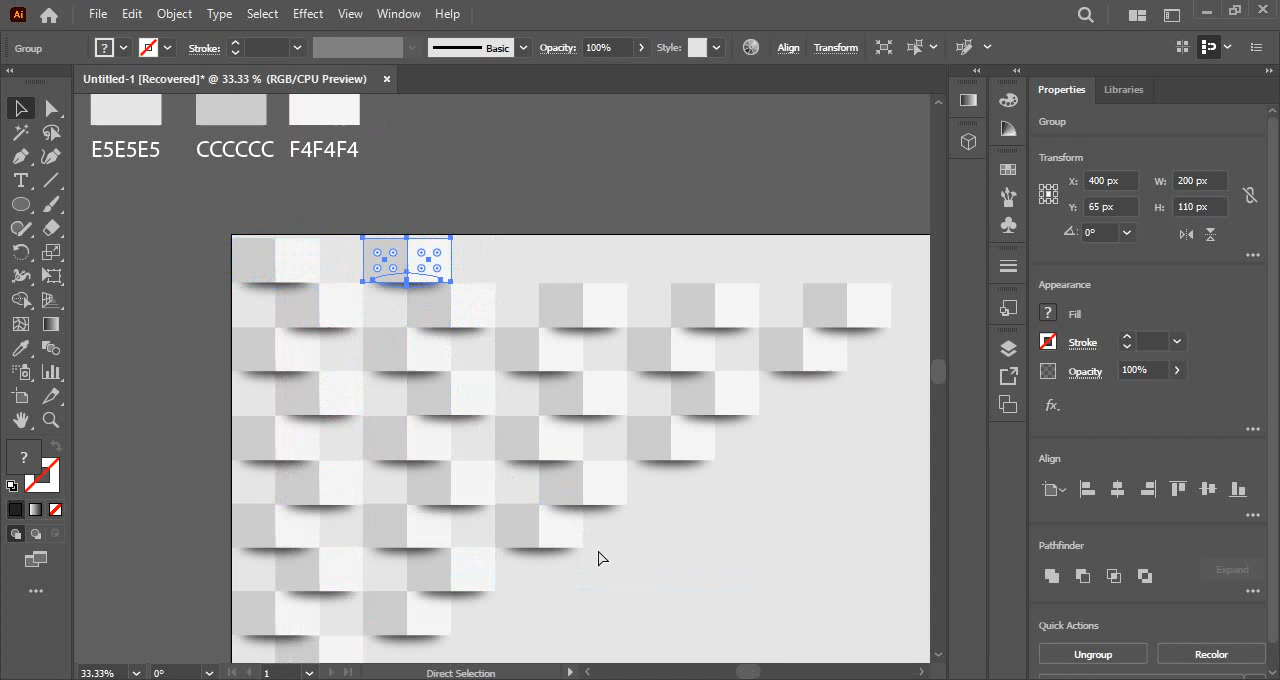 Ai File Edit Object Type Select Effect View Window Help
Group ? Stroke: Basic Opacity: 100% Style: Align Transform
Untitled-1 [Recovered]* @ 33.33 % (RGB/CPU Preview) ×
E5E5E5 CCCCCC F4F4F4
?
33.33% 0° 1 Direct Selection
Properties Libraries
Group
Transform
X: 400 px W: 200 px
Y: 65 px H: 110 px
0°
Appearance
? Fill
Stroke
Opacity 100%
fx.
Align
Pathfinder
Expand
Quick Actions
Ungroup Recolor